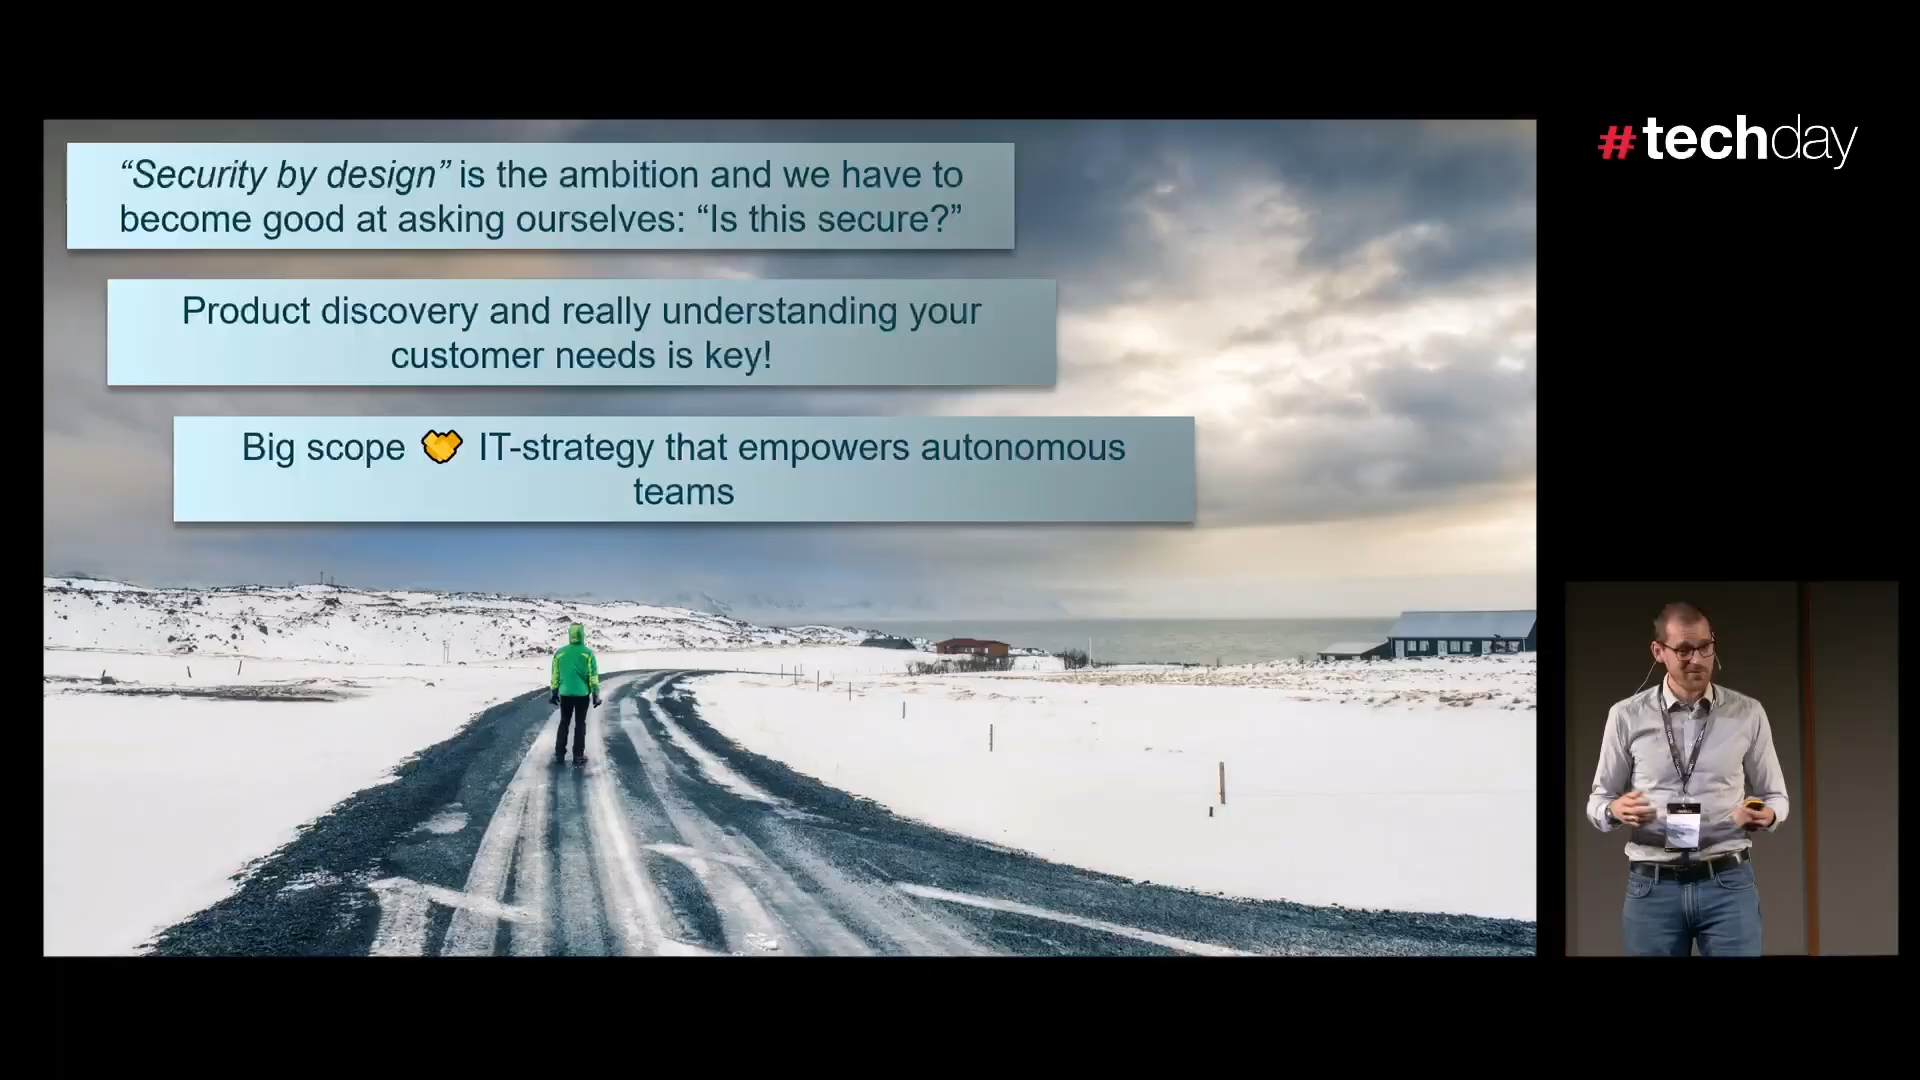 #techday
“Security by design” is the ambition and we have to
become good at asking ourselves: “Is this secure?”
Product discovery and really understanding your
customer needs is key!
Big scope 🤝 IT-strategy that empowers autonomous
teams